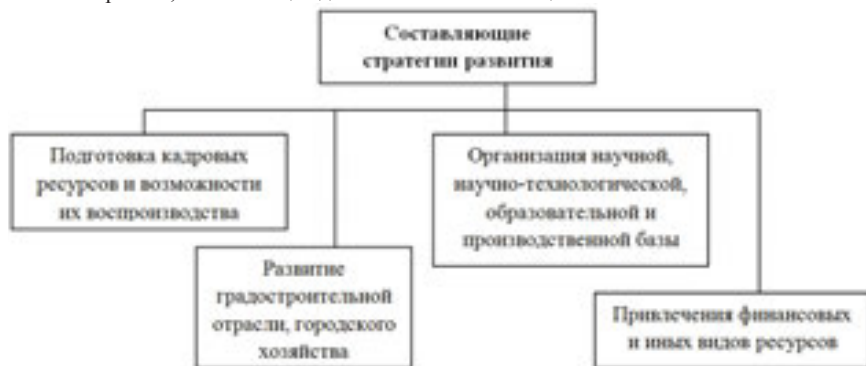 Составляющие
стратегии развития
Подготовка кадровых
ресурсов и возможности
их воспроизводства
Организация научной,
научно-технологической,
образовательной и
производственной базы
Развитие
градостроительной
отрасли, городского
хозяйства
Привлечения финансовых
и иных видов ресурсов